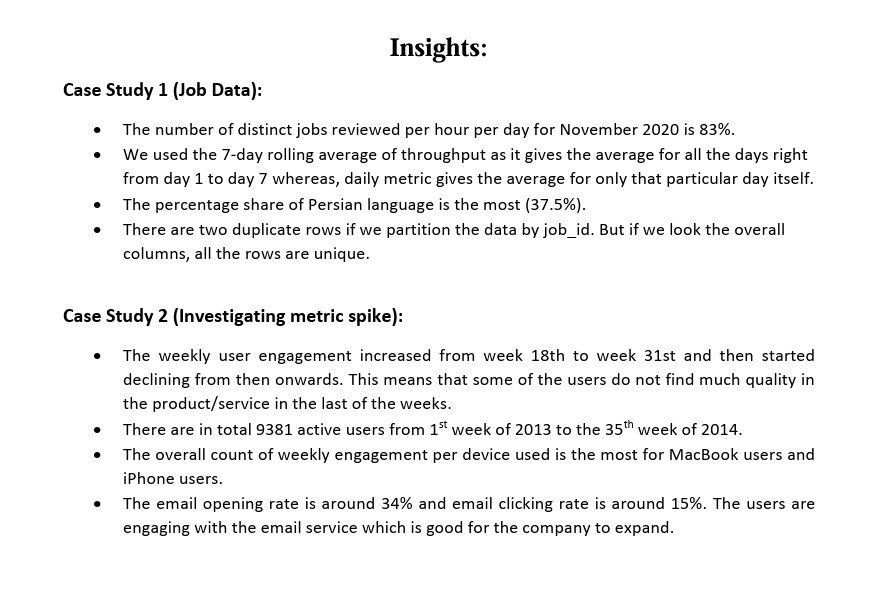 Insights:
Case Study 1 (Job Data):
• The number of distinct jobs reviewed per hour per day for November 2020 is 83%.
• We used the 7-day rolling average of throughput as it gives the average for all the days right
from day 1 to day 7 whereas, daily metric gives the average for only that particular day itself.
• The percentage share of Persian language is the most (37.5%).
• There are two duplicate rows if we partition the data by job_id. But if we look the overall
columns, all the rows are unique.
Case Study 2 (Investigating metric spike):
• The weekly user engagement increased from week 18th to week 31st and then started
declining from then onwards. This means that some of the users do not find much quality in
the product/service in the last of the weeks.
• There are in total 9381 active users from 1st week of 2013 to the 35th week of 2014.
• The overall count of weekly engagement per device used is the most for MacBook users and
iPhone users.
• The email opening rate is around 34% and email clicking rate is around 15%. The users are
engaging with the email service which is good for the company to expand.